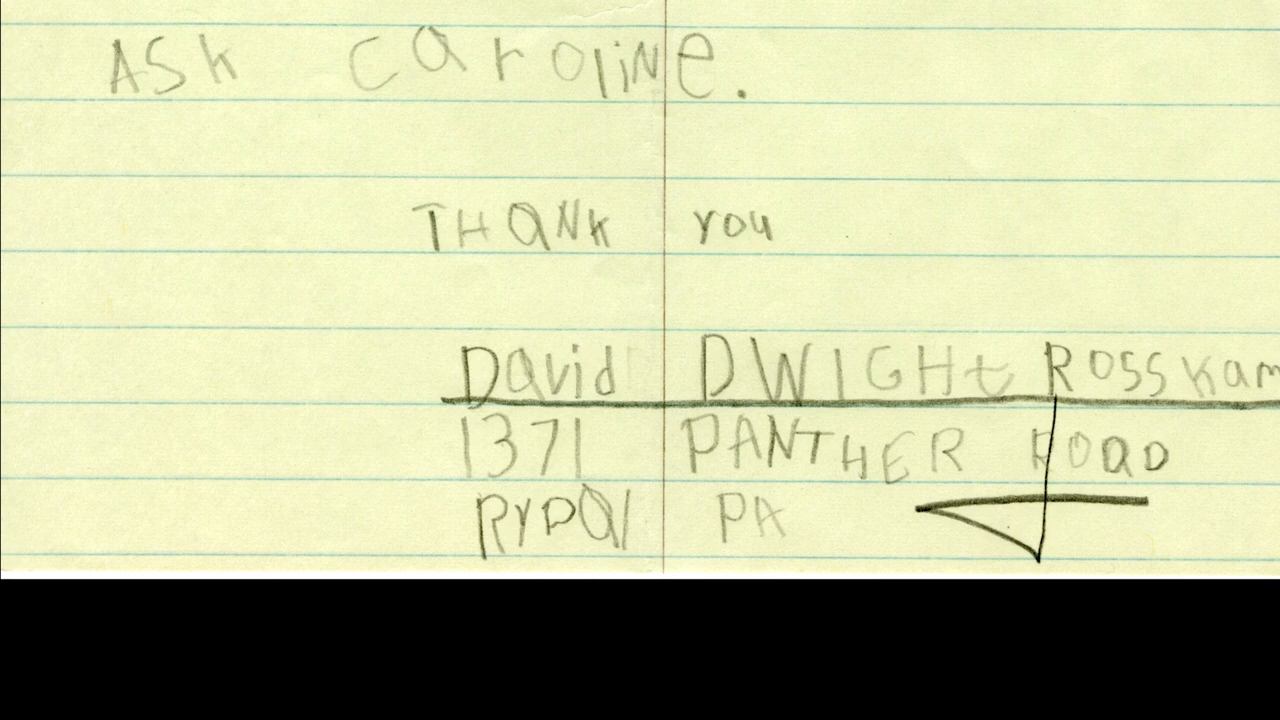 ASK Caroline.
THANK YOU
David DWIGHt ROSSKam
1371 PANTHER ROAD
RYDAl PA